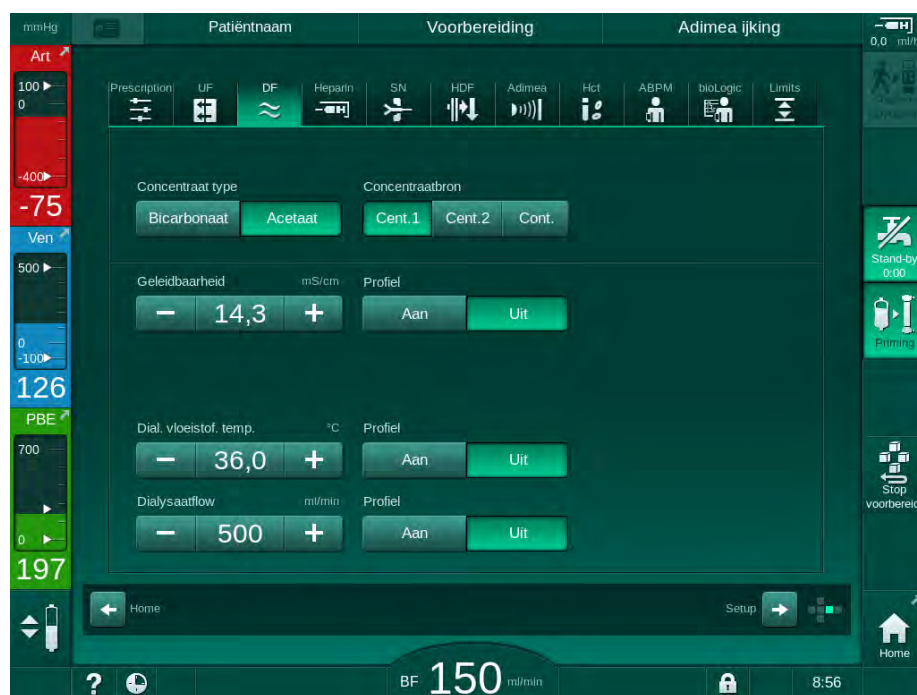 mmHg
Patiëntnaam
Voorbereiding
Adimea ijking
0,0 ml/h
Art
100
0
-400
-75
Ven
500
0
-100
126
PBE
700
0
197
Prescription
UF
DF
Heparin
SN
HDF
Adimea
Hct
ABPM
bioLogic
Limits
H
Concentraat type
Concentraatbron
Bicarbonaat
Acetaat
Cent.1
Cent.2
Cont.
Geleidbaarheid mS/cm
Profiel
− 14,3 +
Aan
Uit
Dial. vloeistof. temp. °C
Profiel
− 36,0 +
Aan
Uit
Dialysaatflow ml/min
Profiel
− 500 +
Aan
Uit
Home
Setup
Stand-by
0:00
Priming
Stop
voorbereid
Home
?
BF 150 ml/min
8:56